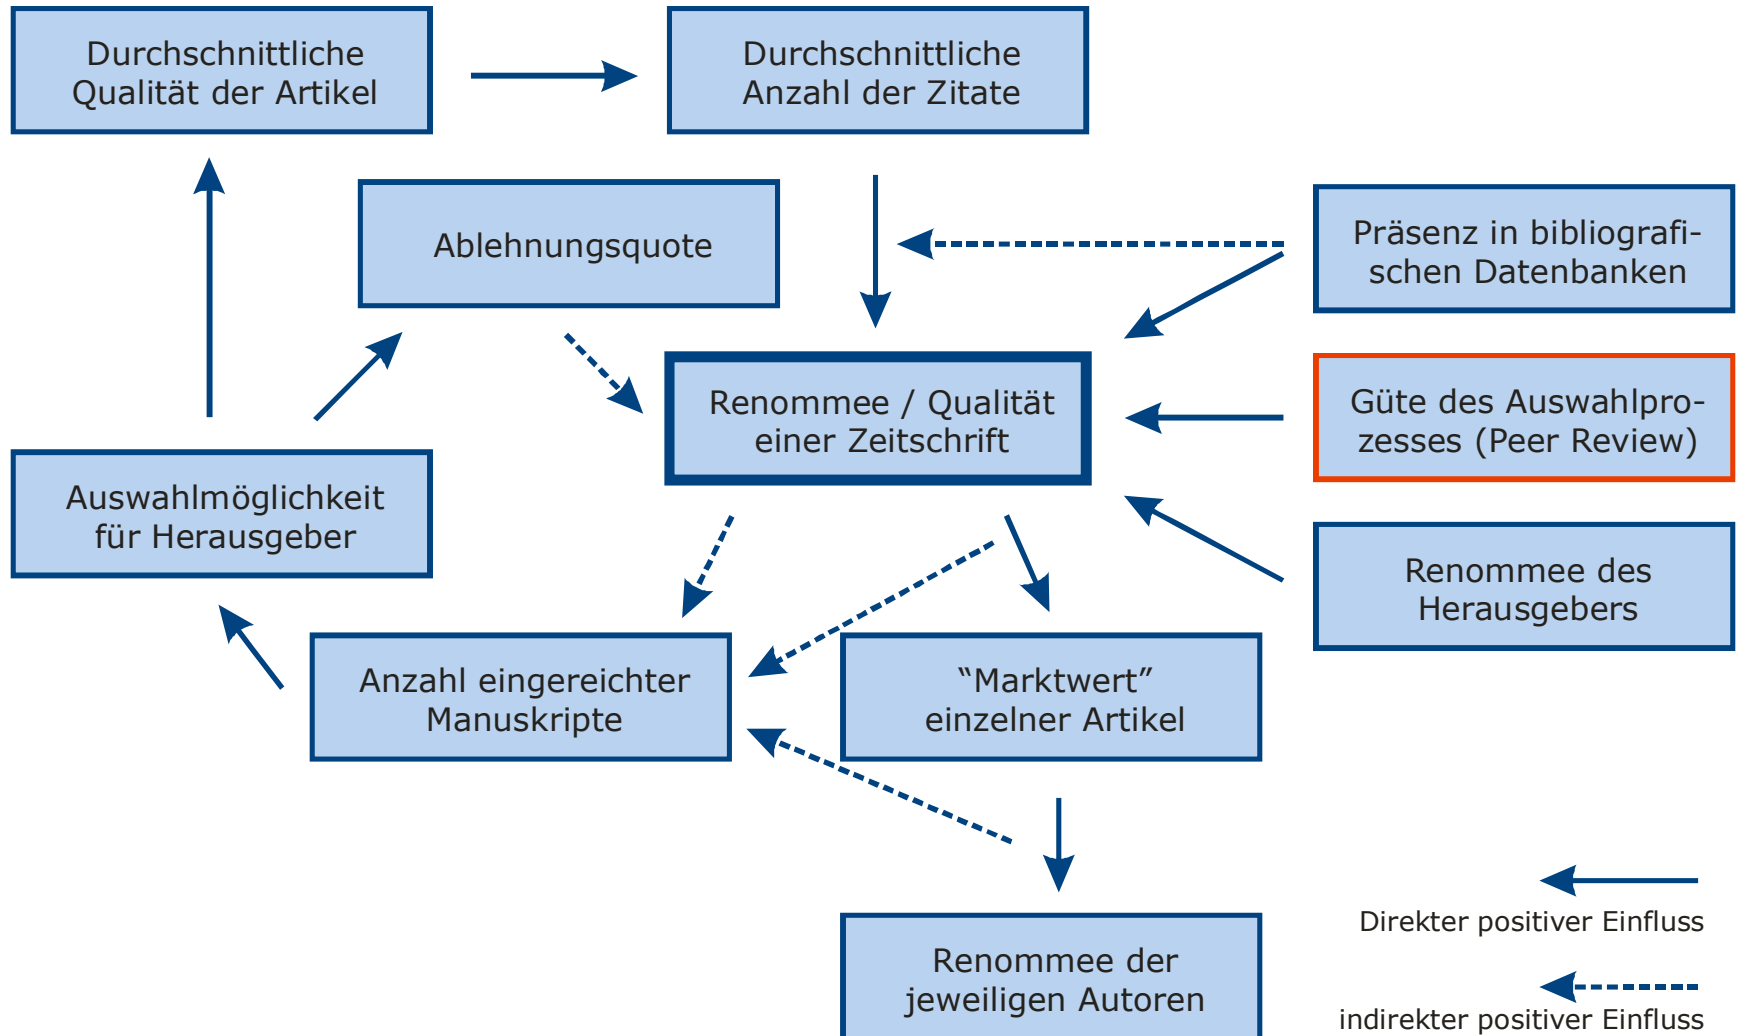 Durchschnittliche
Qualität der Artikel
Durchschnittliche
Anzahl der Zitate
Ablehnungsquote
Präsenz in bibliografi-
schen Datenbanken
Renommee / Qualität
einer Zeitschrift
Güte des Auswahlpro-
zesses (Peer Review)
Auswahlmöglichkeit
für Herausgeber
Renommee des
Herausgebers
Anzahl eingereichter
Manuskripte
“Marktwert”
einzelner Artikel
Renommee der
jeweiligen Autoren
Direkter positiver Einfluss
indirekter positiver Einfluss